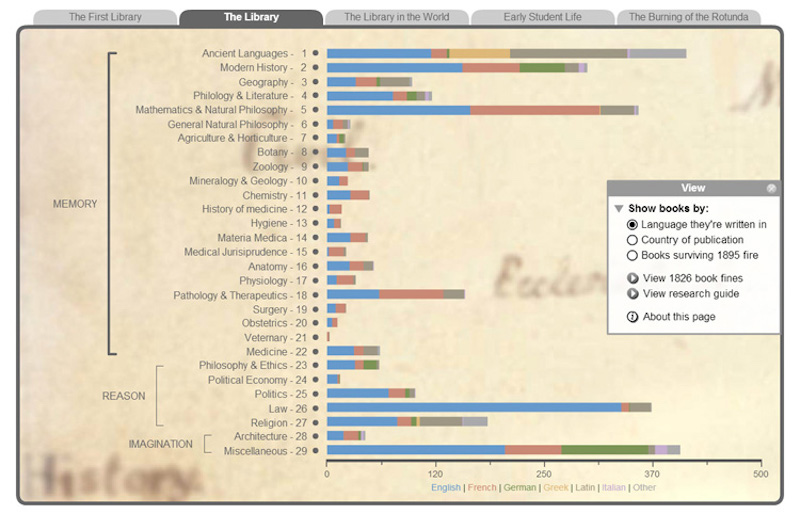 The First Library
The Library
The Library in the World
Early Student Life
The Burning of the Rotunda
MEMORY
Ancient Languages - 1
Modern History - 2
Geography - 3
Philology & Literature - 4
Mathematics & Natural Philosophy - 5
General Natural Philosophy - 6
Agriculture & Horticulture - 7
Botany - 8
Zoology - 9
Mineralogy & Geology - 10
Chemistry - 11
History of medicine - 12
Hygiene - 13
Materia Medica - 14
Medical Jurisprudence - 15
Anatomy - 16
Physiology - 17
Pathology & Therapeutics - 18
Surgery - 19
Obstetrics - 20
Veternary - 21
Medicine - 22
REASON
Philosophy & Ethics - 23
Political Economy - 24
Politics - 25
Law - 26
Religion - 27
IMAGINATION
Architecture - 28
Miscellaneous - 29
0 120 250 370 500
English | French | German | Greek | Latin | Italian | Other
View
Show books by:
Language they're written in
Country of publication
Books surviving 1895 fire
View 1826 book fines
View research guide
About this page
History.